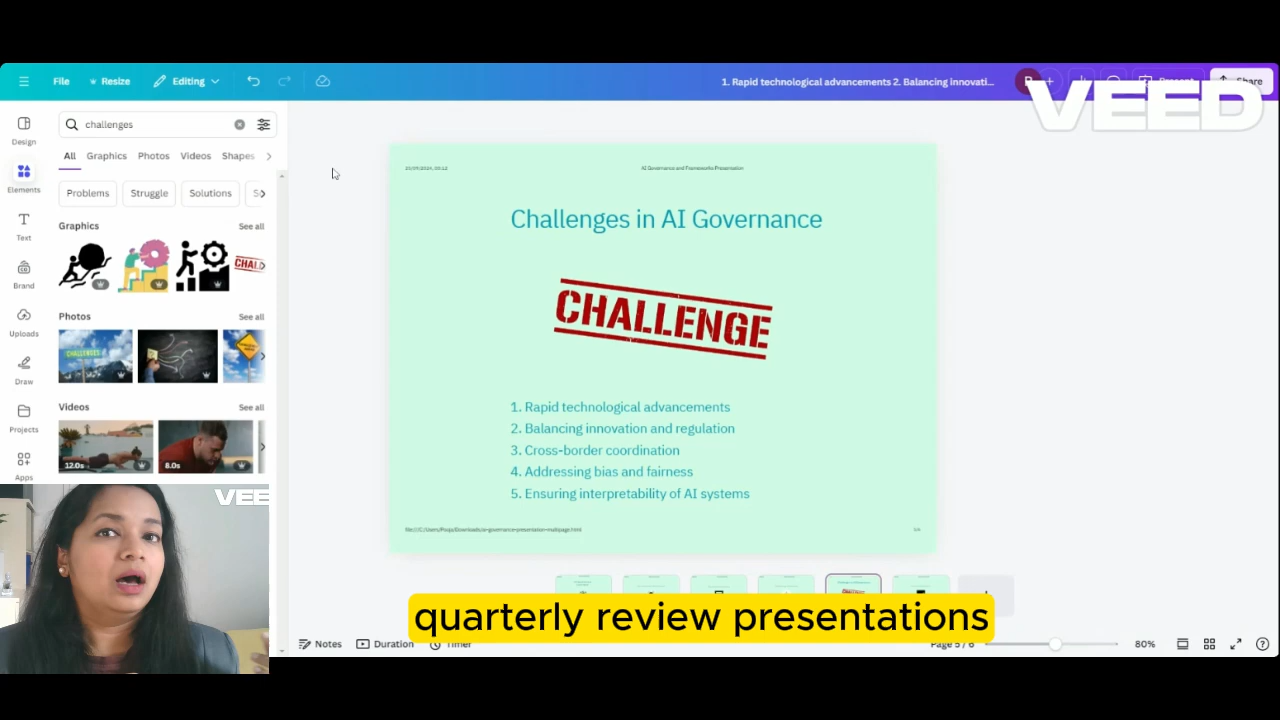 File
Resize
Editing
1. Rapid technological advancements 2. Balancing innovati...
Share
VEED
challenges
Design
All
Graphics
Photos
Videos
Shapes
Elements
Problems
Struggle
Solutions
Text
Graphics
See all
Brand
Uploads
Photos
See all
CHALLENGES
Draw
Projects
Videos
See all
12.0s
8.0s
Apps
AI Governance and Frameworks Presentation
Challenges in AI Governance
CHALLENGE
1. Rapid technological advancements
2. Balancing innovation and regulation
3. Cross-border coordination
4. Addressing bias and fairness
5. Ensuring interpretability of AI systems
VEE
quarterly review presentations
Notes
Duration
Timer
Page 5 / 6
80%